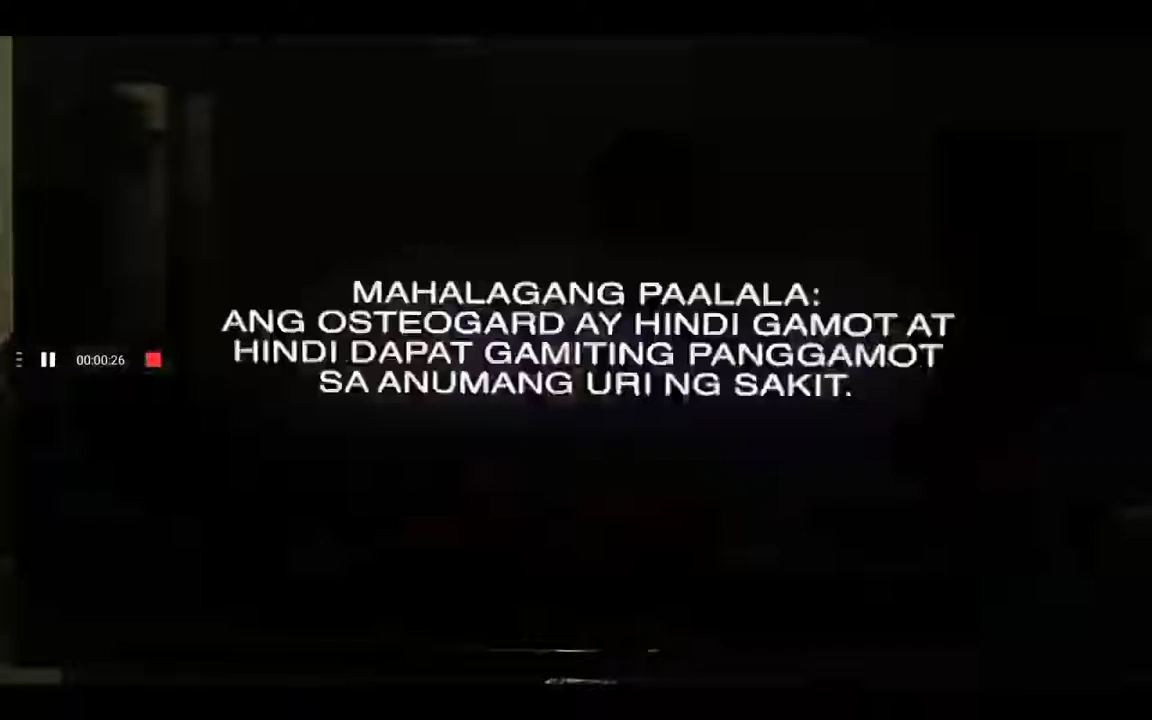 MAHALAGANG PAALALA:
ANG OSTEOGARD AY HINDI GAMOT AT
HINDI DAPAT GAMITING PANGGAMOT
SA ANUMANG URI NG SAKIT.
00:00:26